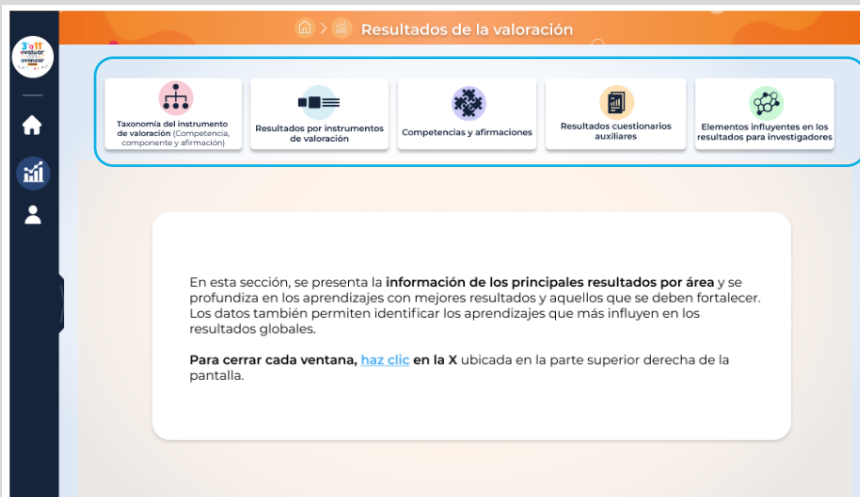 Resultados de la valoración
3°a11°
evaluar
avanzar
Taxonomía del instrumento
de valoración (Competencia,
componente y afirmación)
Resultados por instrumentos
de valoración
Competencias y afirmaciones
Resultados cuestionarios
auxiliares
Elementos influyentes en los
resultados para investigadores
En esta sección, se presenta la información de los principales resultados por área y se
profundiza en los aprendizajes con mejores resultados y aquellos que se deben fortalecer.
Los datos también permiten identificar los aprendizajes que más influyen en los
resultados globales.
Para cerrar cada ventana, haz clic en la X ubicada en la parte superior derecha de la
pantalla.